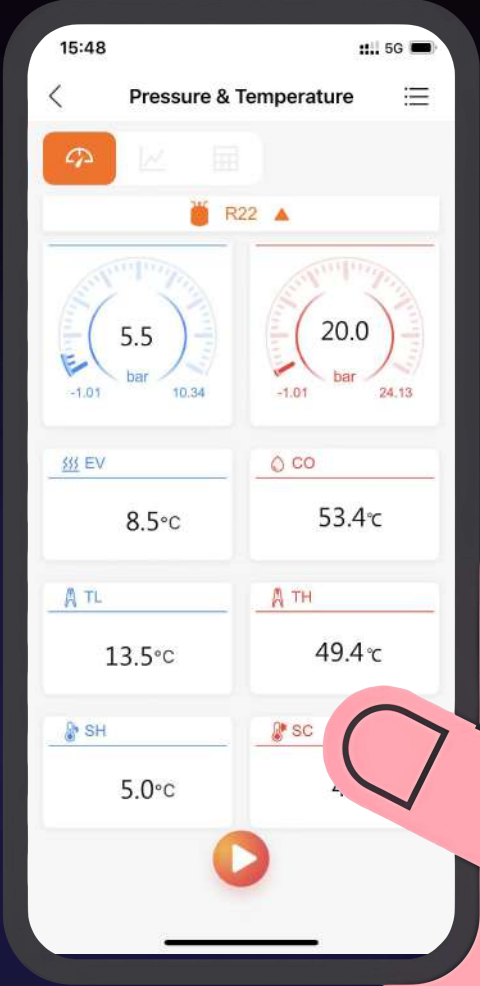 15:48
5G
Pressure & Temperature
R22
5.5
bar
-1.01 10.34
20.0
bar
-1.01 24.13
EV
8.5°C
CO
53.4℃
TL
13.5°C
TH
49.4℃
SH
5.0°C
SC